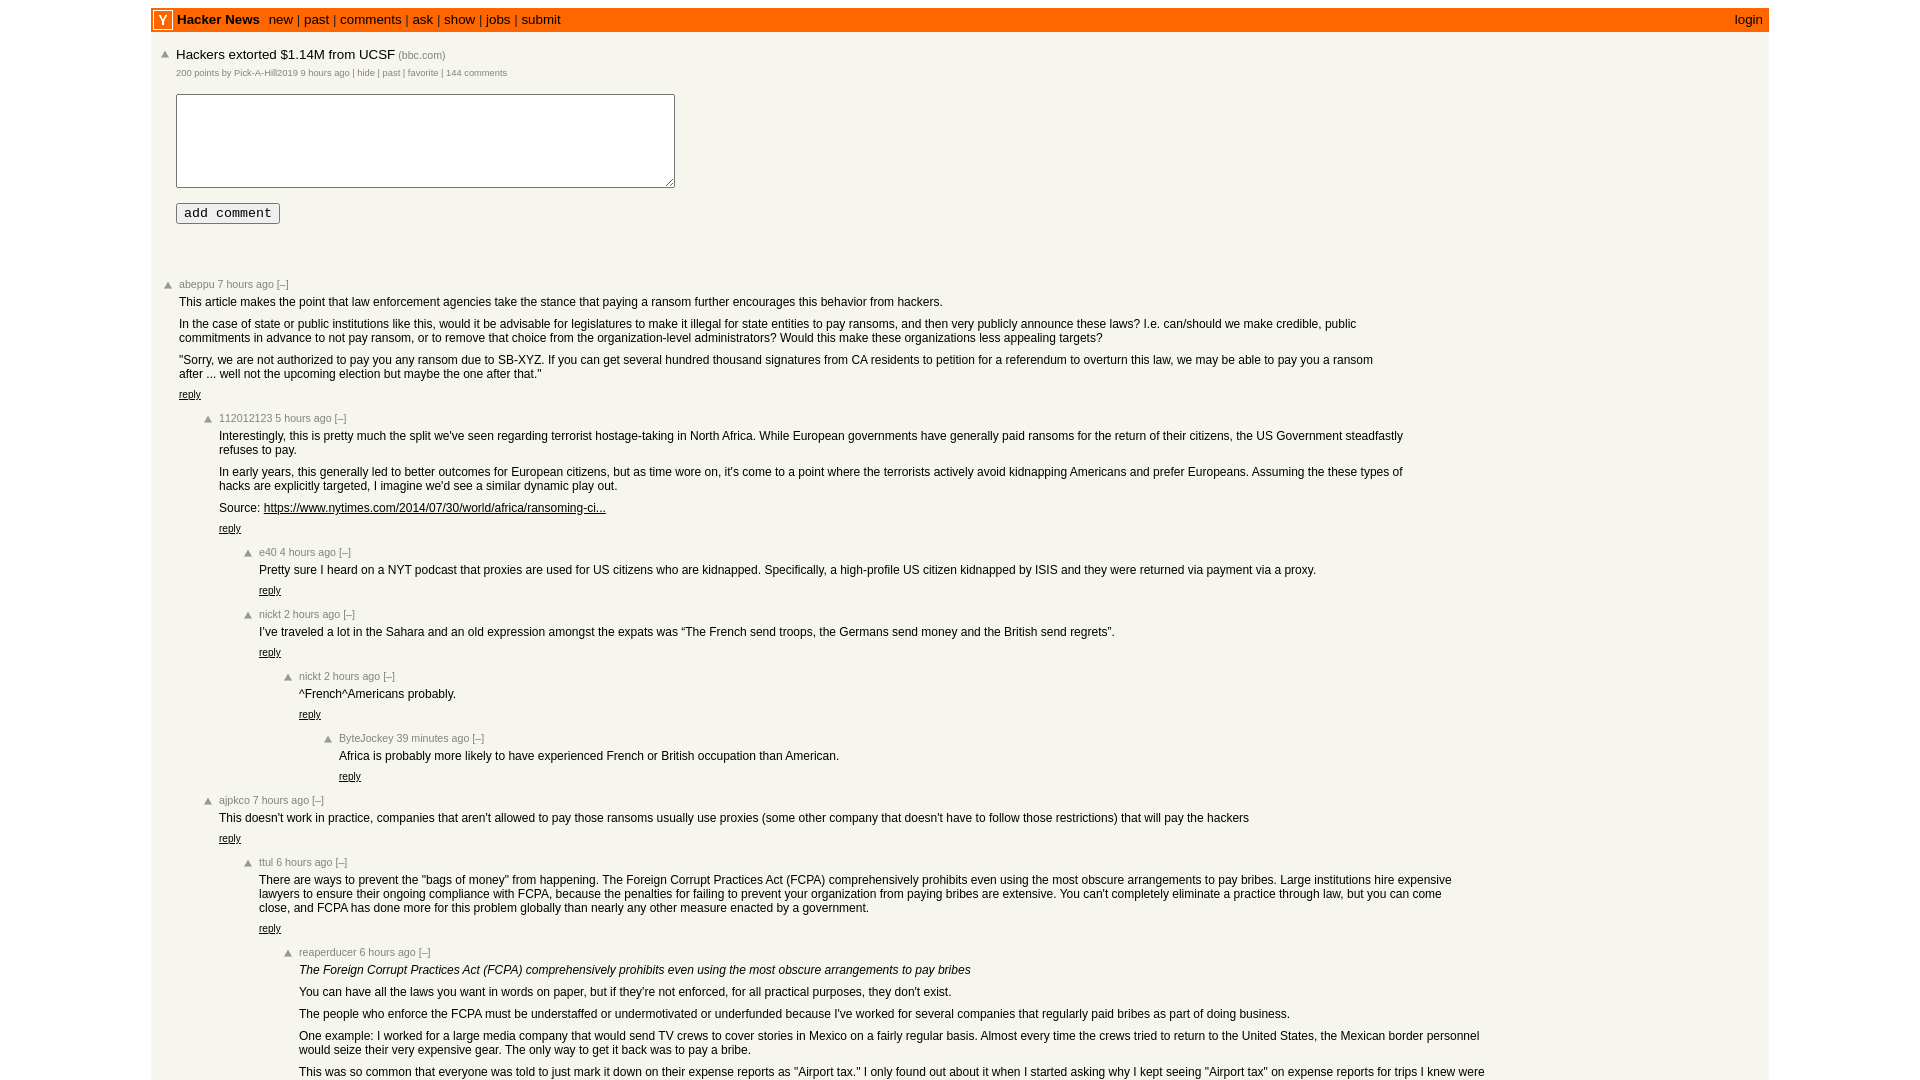 Y Hacker News new | past | comments | ask | show | jobs | submit login
Hackers extorted $1.14M from UCSF (bbc.com)
200 points by Pick-A-Hill2019 9 hours ago | hide | past | favorite | 144 comments
add comment
abeppu 7 hours ago [–]
This article makes the point that law enforcement agencies take the stance that paying a ransom further encourages this behavior from hackers.
In the case of state or public institutions like this, would it be advisable for legislatures to make it illegal for state entities to pay ransoms, and then very publicly announce these laws? I.e. can/should we make credible, public
commitments in advance to not pay ransom, or to remove that choice from the organization-level administrators? Would this make these organizations less appealing targets?
"Sorry, we are not authorized to pay you any ransom due to SB-XYZ. If you can get several hundred thousand signatures from CA residents to petition for a referendum to overturn this law, we may be able to pay you a ransom
after ... well not the upcoming election but maybe the one after that."
reply
112012123 5 hours ago [–]
Interestingly, this is pretty much the split we've seen regarding terrorist hostage-taking in North Africa. While European governments have generally paid ransoms for the return of their citizens, the US Government steadfastly
refuses to pay.
In early years, this generally led to better outcomes for European citizens, but as time wore on, it's come to a point where the terrorists actively avoid kidnapping Americans and prefer Europeans. Assuming the these types of
hacks are explicitly targeted, I imagine we'd see a similar dynamic play out.
Source: https://www.nytimes.com/2014/07/30/world/africa/ransoming-ci...
reply
e40 4 hours ago [–]
Pretty sure I heard on a NYT podcast that proxies are used for US citizens who are kidnapped. Specifically, a high-profile US citizen kidnapped by ISIS and they were returned via payment via a proxy.
reply
nickt 2 hours ago [–]
I’ve traveled a lot in the Sahara and an old expression amongst the expats was “The French send troops, the Germans send money and the British send regrets”.
reply
nickt 2 hours ago [–]
^French^Americans probably.
reply
ByteJockey 39 minutes ago [–]
Africa is probably more likely to have experienced French or British occupation than American.
reply
ajpkco 7 hours ago [–]
This doesn't work in practice, companies that aren't allowed to pay those ransoms usually use proxies (some other company that doesn't have to follow those restrictions) that will pay the hackers
reply
ttul 6 hours ago [–]
There are ways to prevent the "bags of money" from happening. The Foreign Corrupt Practices Act (FCPA) comprehensively prohibits even using the most obscure arrangements to pay bribes. Large institutions hire expensive
lawyers to ensure their ongoing compliance with FCPA, because the penalties for failing to prevent your organization from paying bribes are extensive. You can't completely eliminate a practice through law, but you can come
close, and FCPA has done more for this problem globally than nearly any other measure enacted by a government.
reply
reaperducer 6 hours ago [–]
The Foreign Corrupt Practices Act (FCPA) comprehensively prohibits even using the most obscure arrangements to pay bribes
You can have all the laws you want in words on paper, but if they're not enforced, for all practical purposes, they don't exist.
The people who enforce the FCPA must be understaffed or undermotivated or underfunded because I've worked for several companies that regularly paid bribes as part of doing business.
One example: I worked for a large media company that would send TV crews to cover stories in Mexico on a fairly regular basis. Almost every time the crews tried to return to the United States, the Mexican border personnel
would seize their very expensive gear. The only way to get it back was to pay a bribe.
This was so common that everyone was told to just mark it down on their expense reports as "Airport tax." I only found out about it when I started asking why I kept seeing "Airport tax" on expense reports for trips I knew were